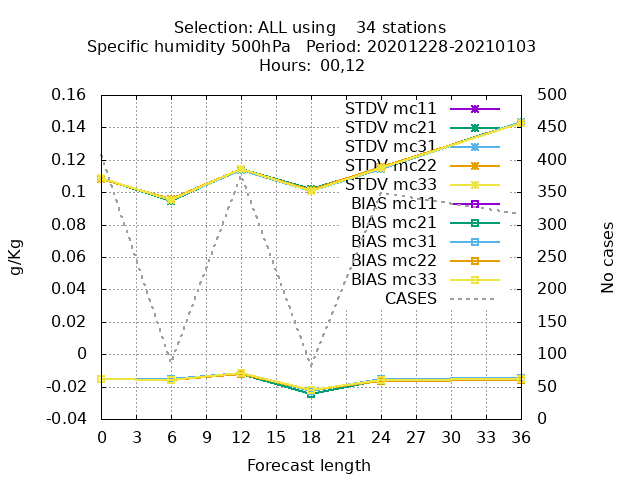 Selection: ALL using 34 stations
Specific humidity 500hPa Period: 20201228-20210103
Hours: 00,12
0.16
0.14
0.12
0.1
0.08
0.06
0.04
0.02
0
-0.02
-0.04
g/Kg
500
450
400
350
300
250
200
150
100
50
0
No cases
STDV mc11
STDV mc21
STDV mc31
STDV mc22
STDV mc33
BIAS mc11
BIAS mc21
BIAS mc31
BIAS mc22
BIAS mc33
CASES
0 3 6 9 12 15 18 21 24 27 30 33 36
Forecast length